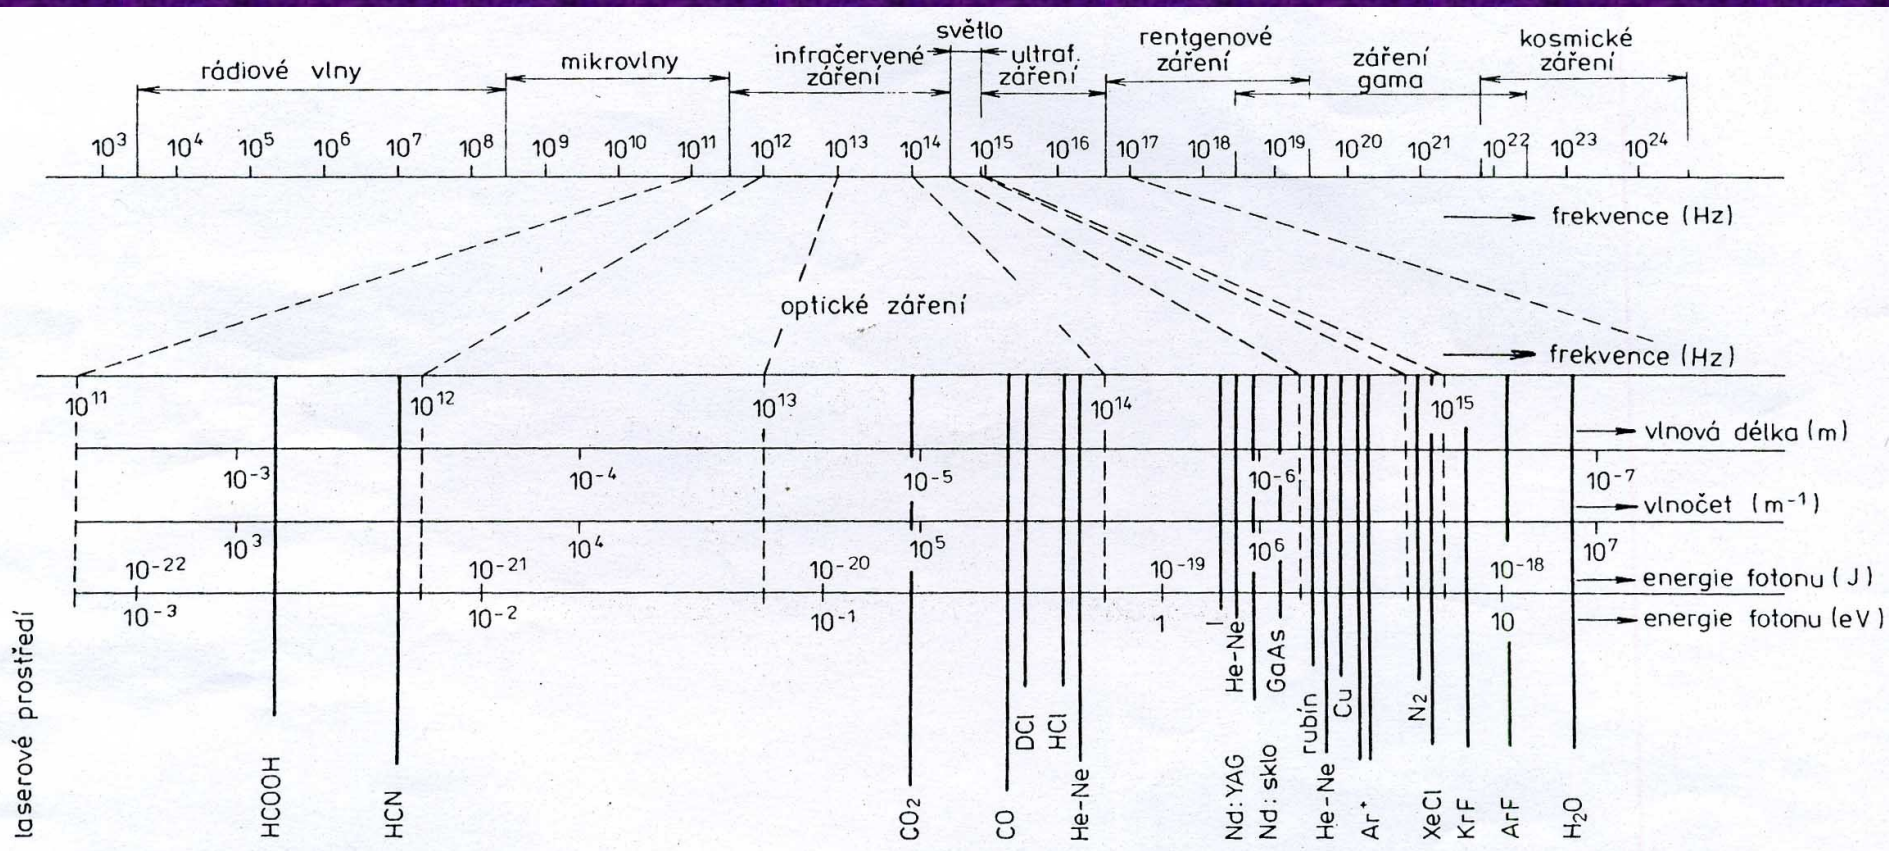 světlo
rádiové vlny
mikrovlny
infračervené
záření
ultraf.
záření
rentgenové
záření
záření
gama
kosmické
záření
10³ 10⁴ 10⁵ 10⁶ 10⁷ 10⁸ 10⁹ 10¹⁰ 10¹¹ 10¹² 10¹³ 10¹⁴ 10¹⁵ 10¹⁶ 10¹⁷ 10¹⁸ 10¹⁹ 10²⁰ 10²¹ 10²² 10²³ 10²⁴
frekvence (Hz)
optické záření
frekvence (Hz)
10¹¹ 10¹² 10¹³ 10¹⁴ 10¹⁵
vlnová délka (m)
10⁻³ 10⁻⁴ 10⁻⁵ 10⁻⁶ 10⁻⁷
vlnočet (m⁻¹)
10³ 10⁴ 10⁵ 10⁶ 10⁷
10⁻²² 10⁻²¹ 10⁻²⁰ 10⁻¹⁹ 10⁻¹⁸
energie fotonu (J)
10⁻³ 10⁻² 10⁻¹ 1 10
energie fotonu (eV)
laserové prostředí
HCOOH
HCN
CO₂
CO
DCl
HCl
He-Ne
Nd: YAG
He-Ne
Nd: sklo
GaAs
rubín
He-Ne
Cu
Ar⁺
N₂
XeCl
KrF
ArF
H₂O